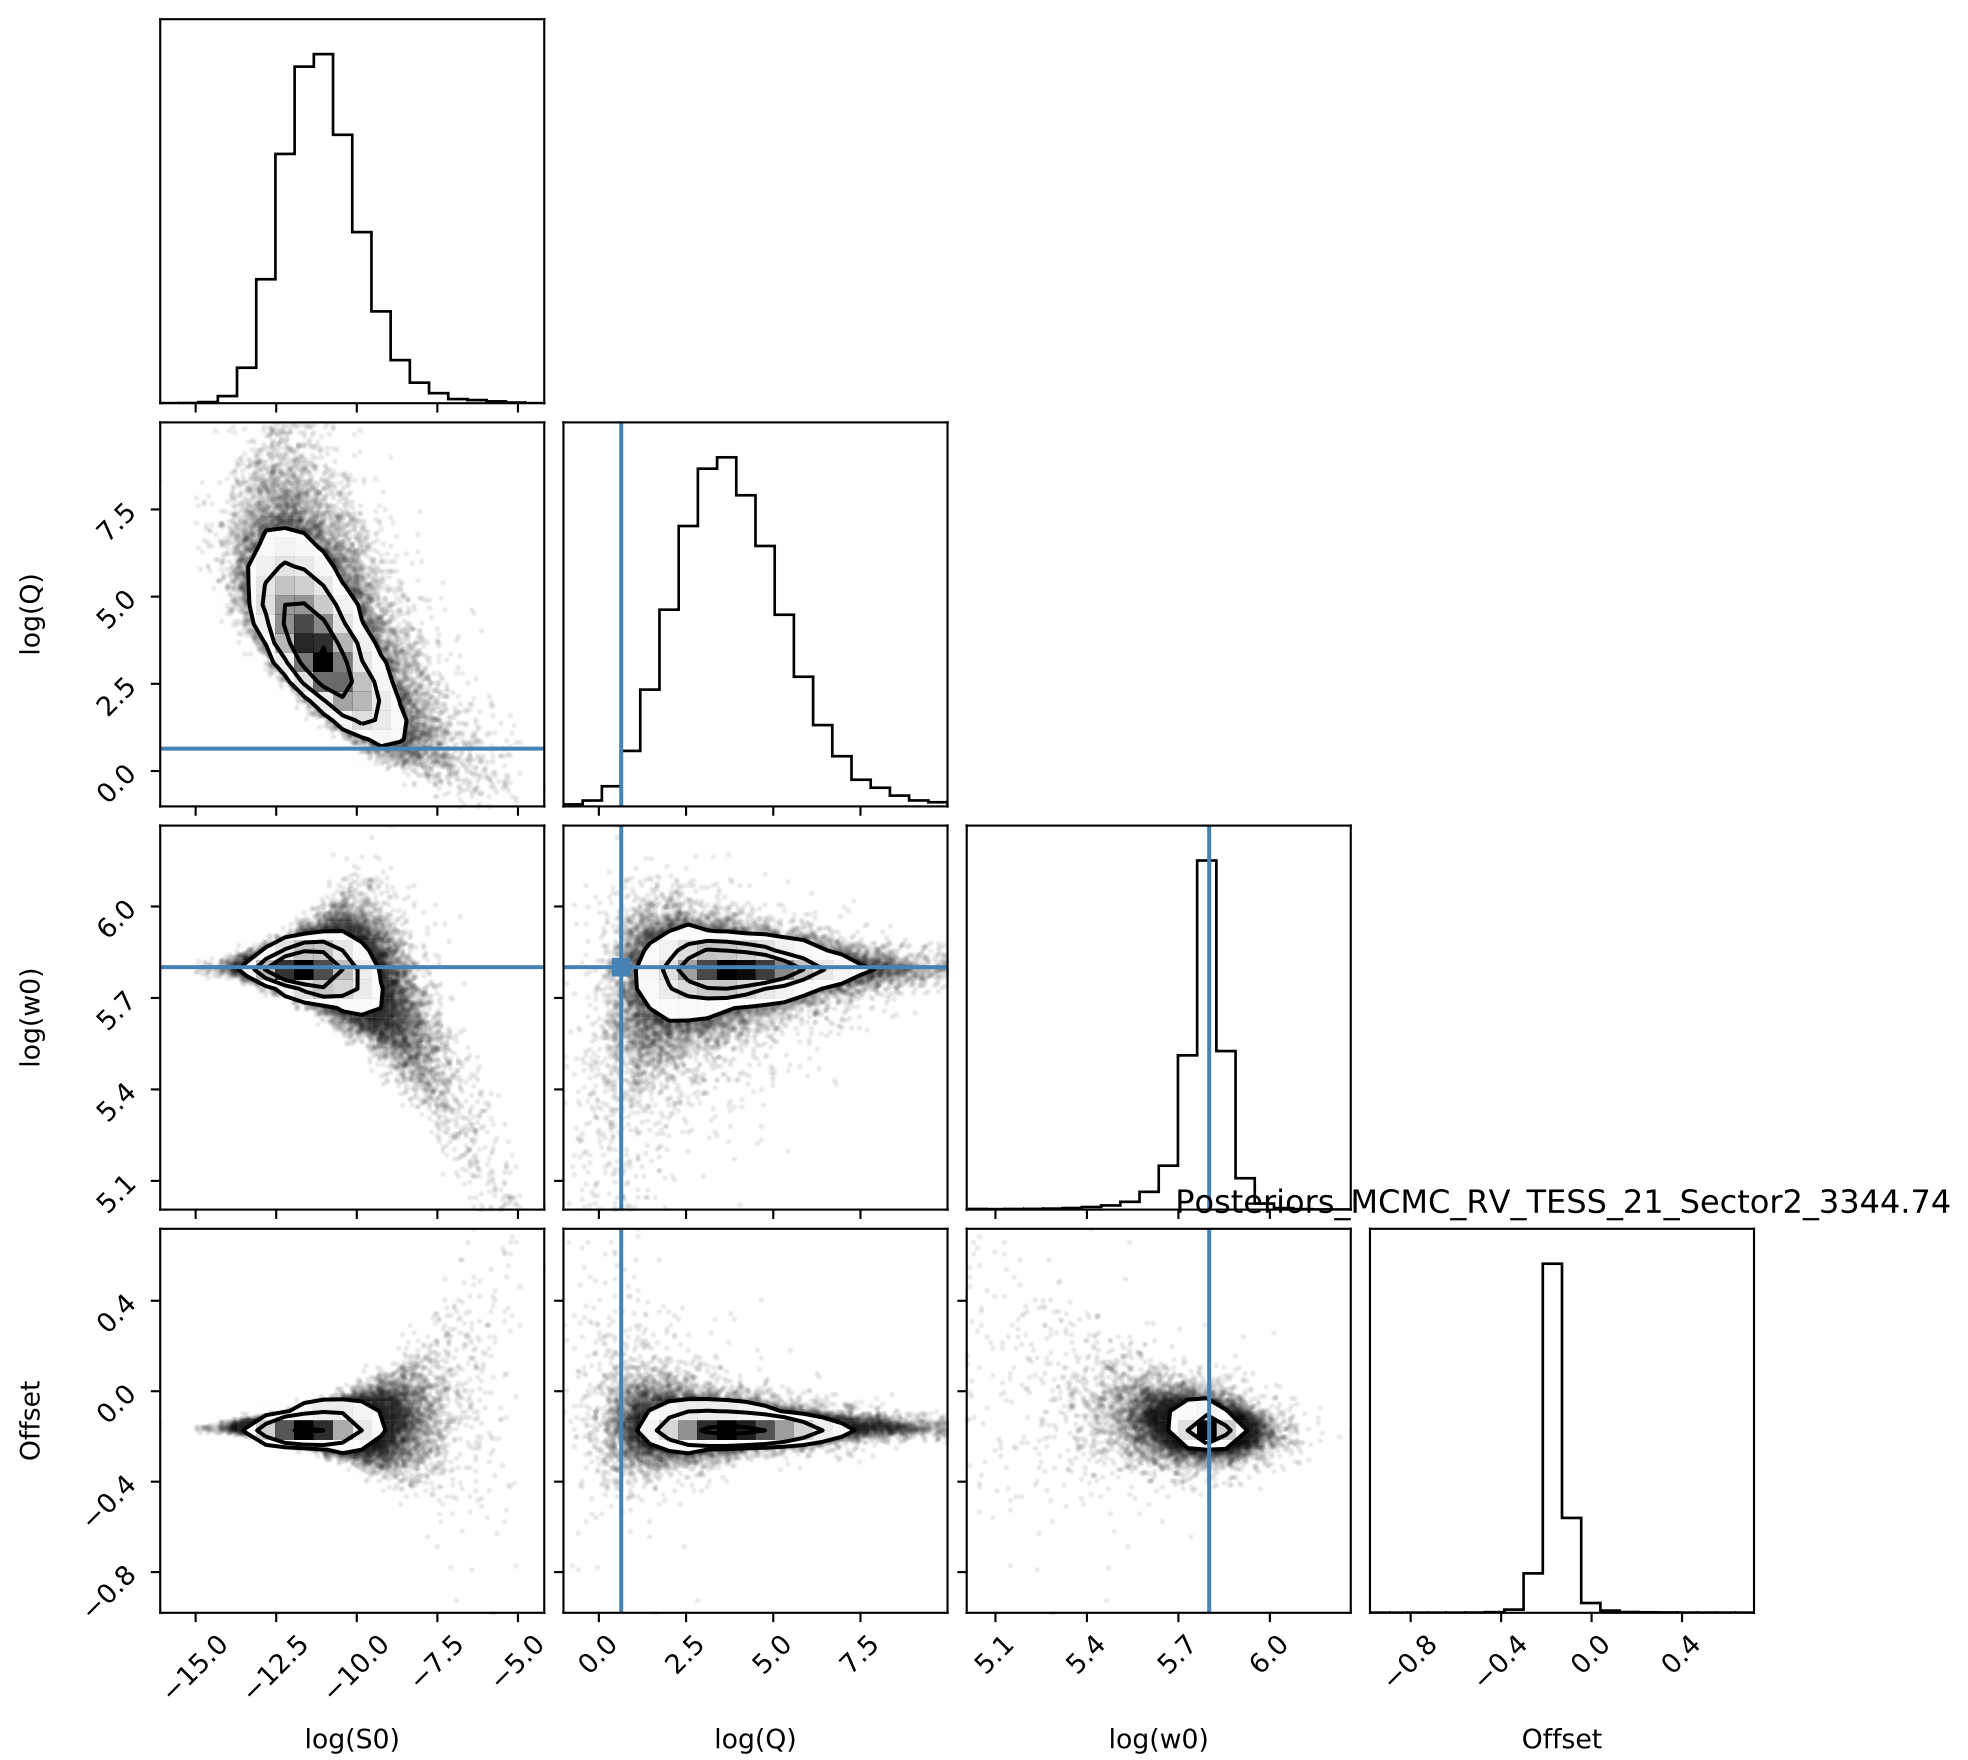 log(Q)
7.5
5.0
2.5
0.0
log(w0)
6.0
5.7
5.4
5.1
Posteriors_MCMC_RV_TESS_21_Sector2_3344.74
Offset
0.4
0.0
−0.4
−0.8
−15.0 −12.5 −10.0 −7.5 −5.0 0.0 2.5 5.0 7.5 5.1 5.4 5.7 6.0 −0.8 −0.4 0.0 0.4
log(S0) log(Q) log(w0) Offset